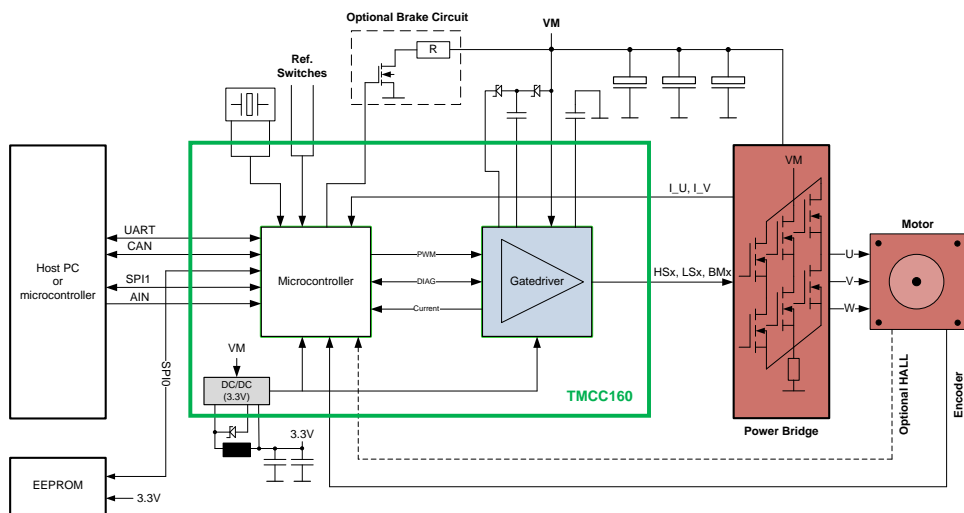 Optional Brake Circuit
VM
R
Ref.
Switches
I_U, I_V
VM
Motor
UART
CAN
SPI1
AIN
Host PC
or
microcontroller
Microcontroller
PWM
DIAG
Current
Gatedriver
HSx, LSx, BMx
U
V
W
VM
DC/DC
(3.3V)
TMCC160
SPI0
3.3V
Power Bridge
Optional HALL
Encoder
EEPROM
3.3V